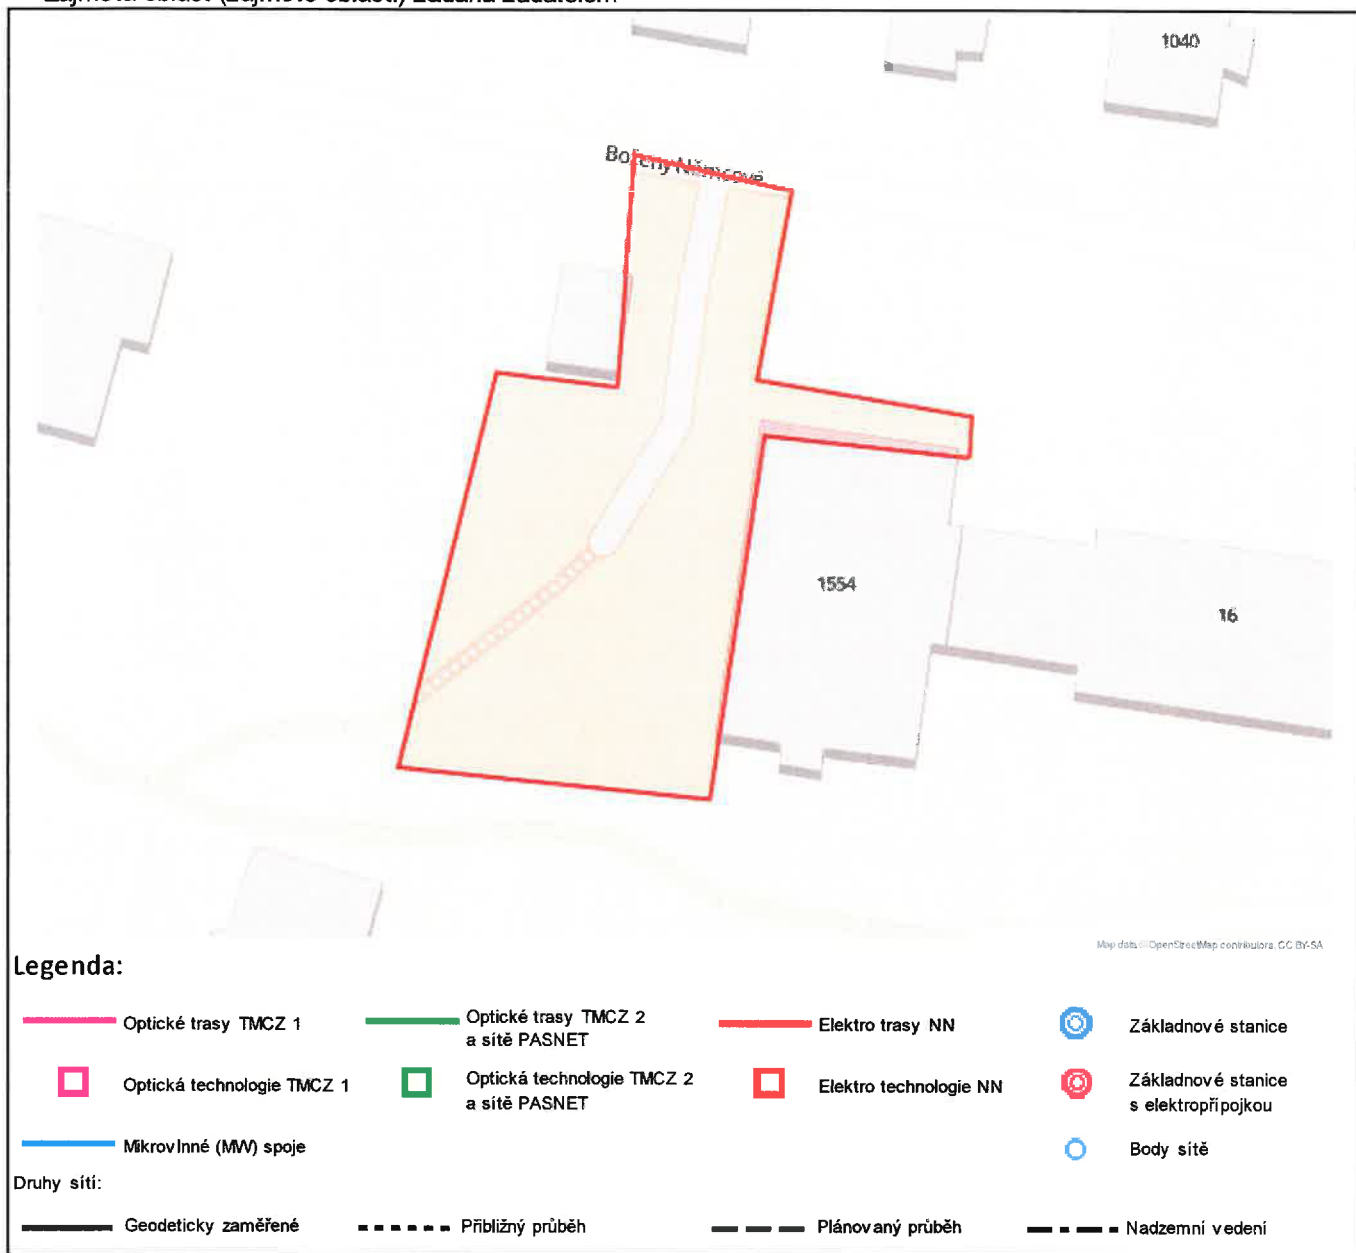 1040
Boženy Němcové
1554
16
Map data © OpenStreetMap contributors, CC BY-SA
Legenda:
Optické trasy TMCZ 1
Optické trasy TMCZ 2
a sítě PASNET
Elektro trasy NN
Základnové stanice
Optická technologie TMCZ 1
Optická technologie TMCZ 2
a sítě PASNET
Elektro technologie NN
Základnové stanice
s elektropřípojkou
Mikrovlnné (MW) spoje
Body sítě
Druhy sítí:
Geodeticky zaměřené
Přibližný průběh
Plánovaný průběh
Nadzemní vedení